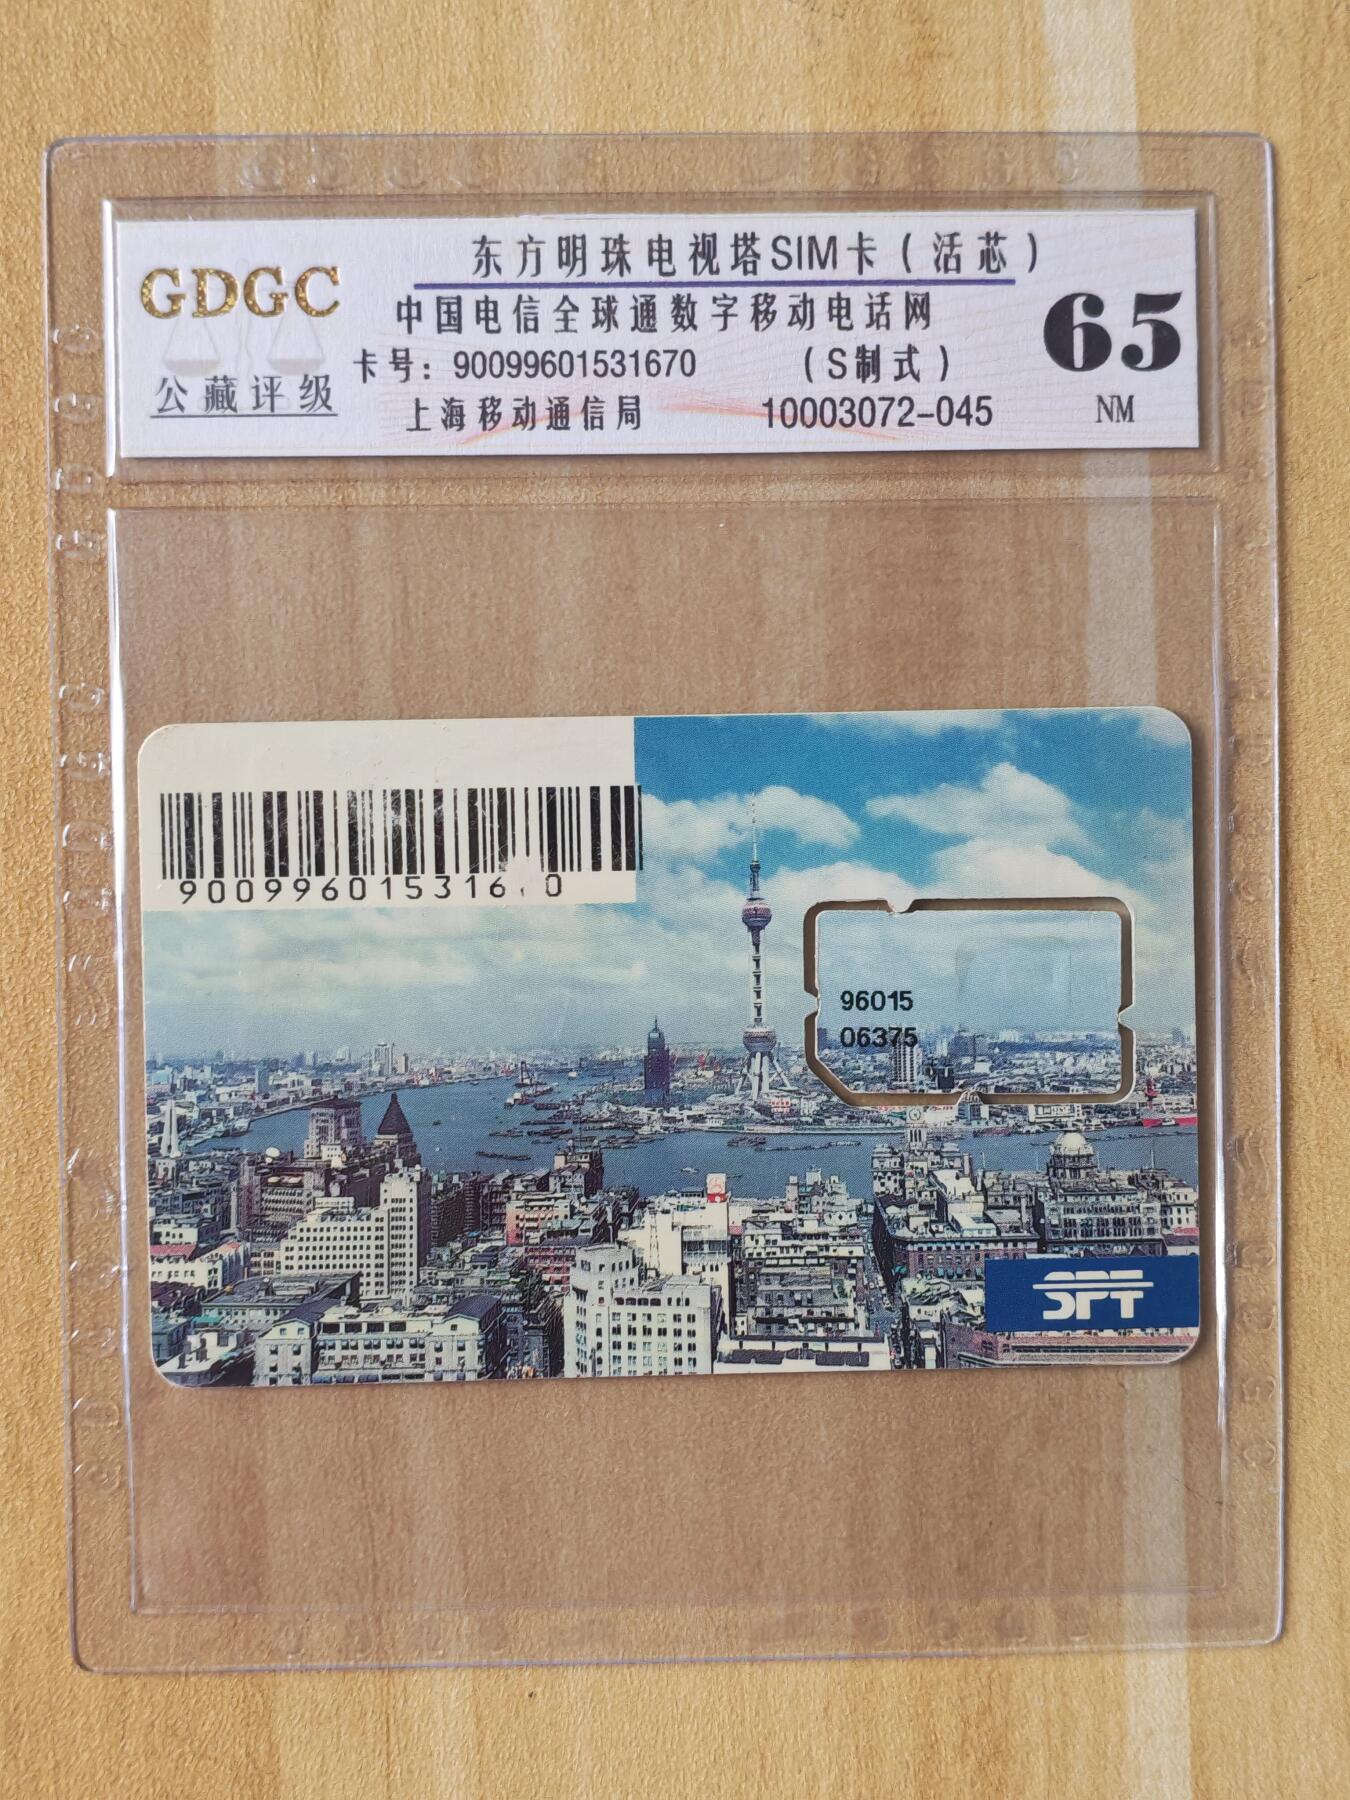 GDGC
公藏评级
东方明珠电视塔SIM卡（活芯）
中国电信全球通数字移动电话网
卡号：90099601531670
（S制式）
上海移动通信局
10003072-045
65
NM
900996015316 0
96015
06375
SPT